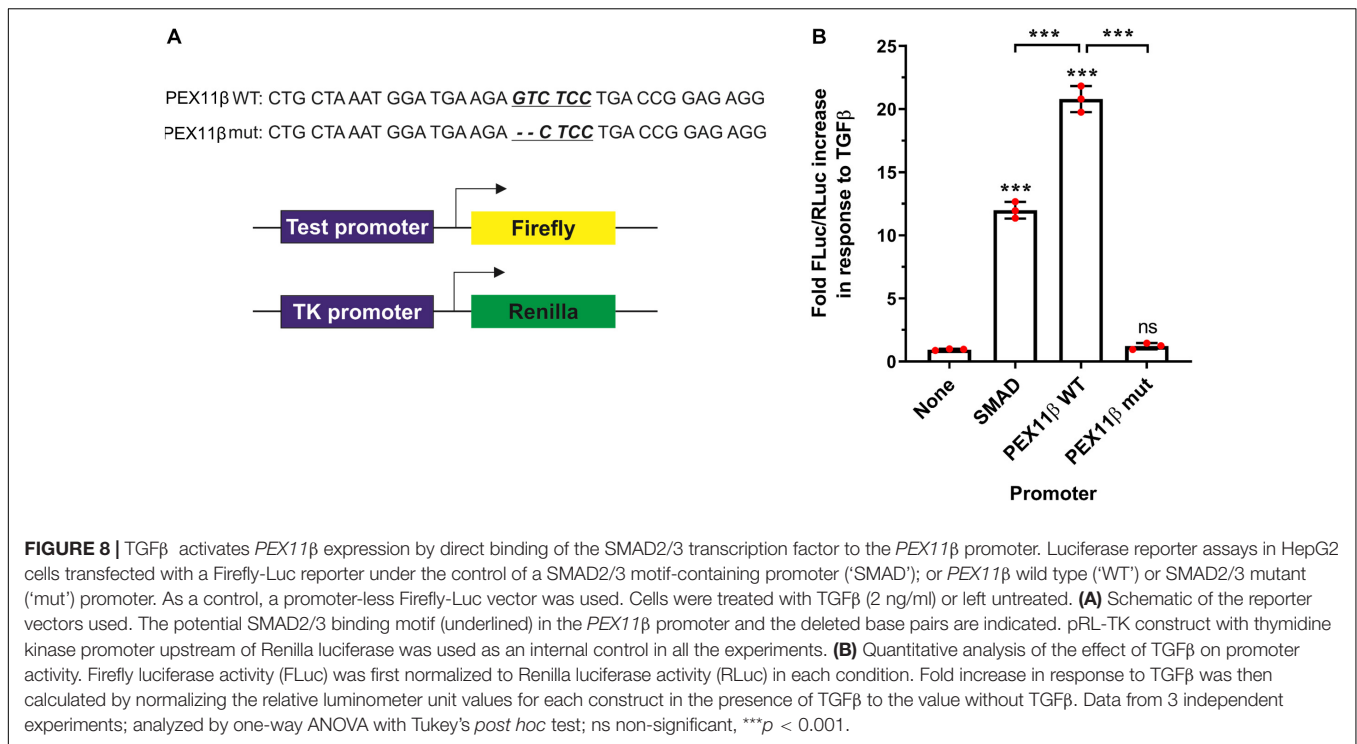 A
PEX11β WT: CTG CTA AAT GGA TGA AGA GTC TCC TGA CCG GAG AGG
PEX11β mut: CTG CTA AAT GGA TGA AGA - - C TCC TGA CCG GAG AGG
Test promoter
Firefly
TK promoter
Renilla
B
Fold FLuc/RLuc increase
in response to TGFβ
25
20
15
10
5
0
***
***
***
***
ns
None
SMAD
PEX11β WT
PEX11β mut
Promoter
FIGURE 8 | TGFβ activates PEX11β expression by direct binding of the SMAD2/3 transcription factor to the PEX11β promoter. Luciferase reporter assays in HepG2
cells transfected with a Firefly-Luc reporter under the control of a SMAD2/3 motif-containing promoter (‘SMAD’); or PEX11β wild type (‘WT’) or SMAD2/3 mutant
(‘mut’) promoter. As a control, a promoter-less Firefly-Luc vector was used. Cells were treated with TGFβ (2 ng/ml) or left untreated. (A) Schematic of the reporter
vectors used. The potential SMAD2/3 binding motif (underlined) in the PEX11β promoter and the deleted base pairs are indicated. pRL-TK construct with thymidine
kinase promoter upstream of Renilla luciferase was used as an internal control in all the experiments. (B) Quantitative analysis of the effect of TGFβ on promoter
activity. Firefly luciferase activity (FLuc) was first normalized to Renilla luciferase activity (RLuc) in each condition. Fold increase in response to TGFβ was then
calculated by normalizing the relative luminometer unit values for each construct in the presence of TGFβ to the value without TGFβ. Data from 3 independent
experiments; analyzed by one-way ANOVA with Tukey’s post hoc test; ns non-significant, ***p < 0.001.